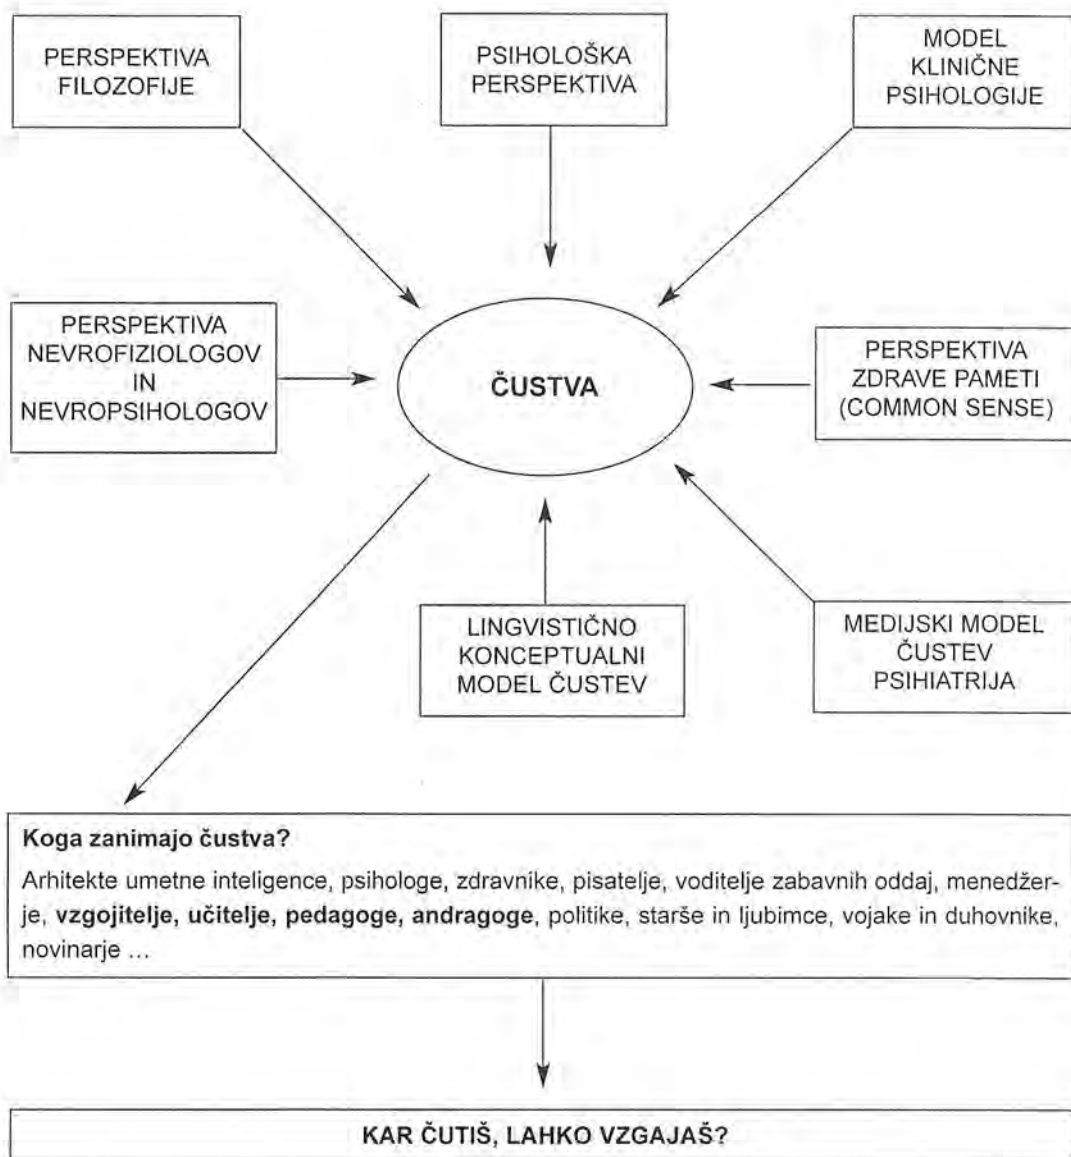 PERSPEKTIVA
FILOZOFIJE
PSIHOLOŠKA
PERSPEKTIVA
MODEL
KLINIČNE
PSIHOLOGIJE
PERSPEKTIVA
NEVROFIZIOLOGOV
IN
NEVROPSIHOLOGOV
ČUSTVA
PERSPEKTIVA
ZDRAVE PAMETI
(COMMON SENSE)
LINGVISTIČNO
KONCEPTUALNI
MODEL ČUSTEV
MEDIJSKI MODEL
ČUSTEV
PSIHIATRIJA
Koga zanimajo čustva?
Arhitekte umetne inteligence, psihologe, zdravnike, pisatelje, voditelje zabavnih oddaj, menedžer-
je, vzgojitelje, učitelje, pedagoge, andragoge, politike, starše in ljubimce, vojake in duhovnike,
novinarje ...
KAR ČUTIŠ, LAHKO VZGAJAŠ?